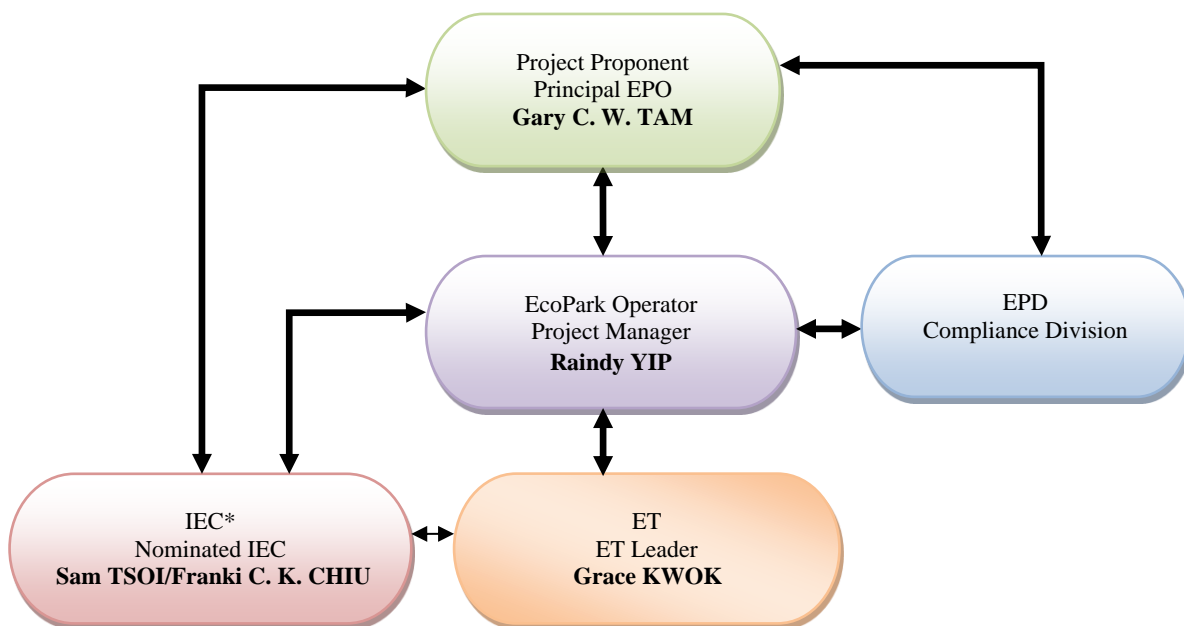 Project Proponent
Principal EPO
Gary C. W. TAM
EcoPark Operator
Project Manager
Raindy YIP
EPD
Compliance Division
IEC*
Nominated IEC
Sam TSOI/Franki C. K. CHIU
ET
ET Leader
Grace KWOK